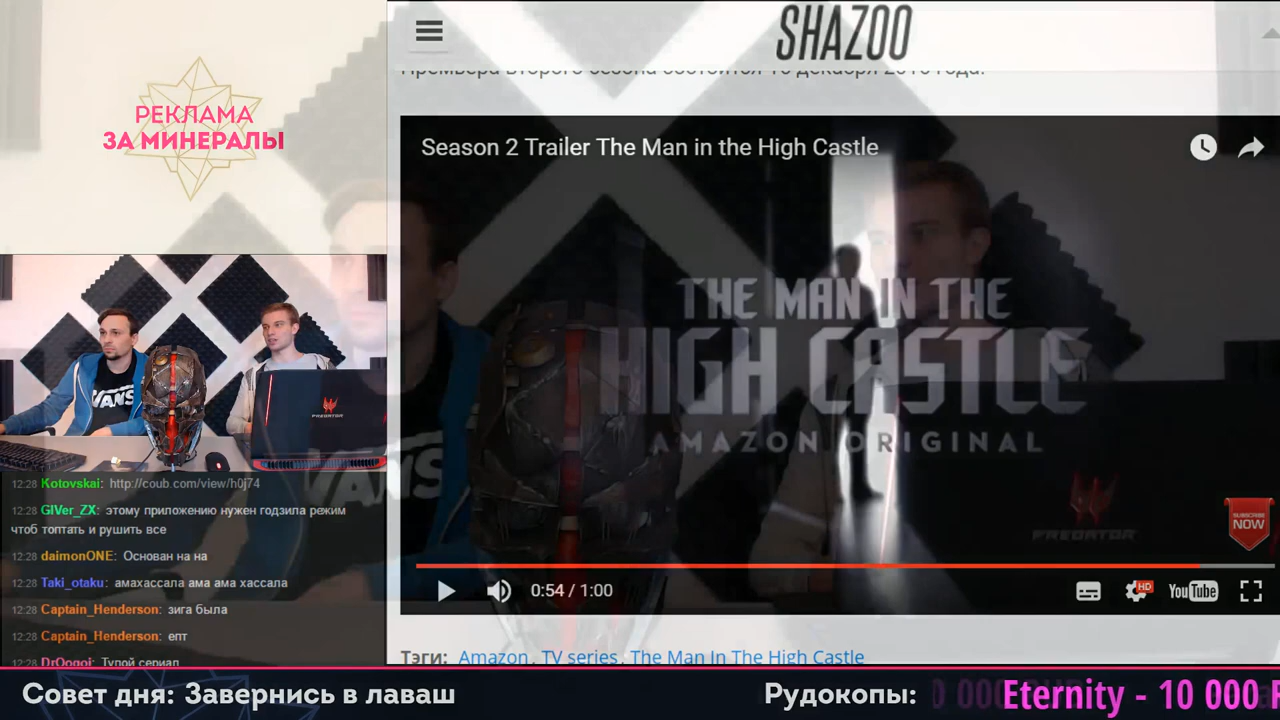 SHAZOO
Премьера второго сезона состоится 16 декабря 2016 года.
РЕКЛАМА
ЗА МИНЕРАЛЫ
Season 2 Trailer The Man in the High Castle
THE MAN IN THE
HIGH CASTLE
AMAZON ORIGINAL
VANS
PREDATOR
VANS
PREDATOR
SUBSCRIBE
NOW
0:54 / 1:00
HD
YouTube
12:28 Kotovskai: http://coub.com/view/h0j74
12:28 GIVer_ZX: этому приложению нужен годзила режим
чтоб топтать и рушить все
12:28 daimonONE: Основан на на
12:28 Taki_otaku: амахассала ама ама хассала
12:28 Captain_Henderson: зига была
12:28 Captain_Henderson: епт
12:28 DrOogoi: Тупой сериал
Тэги: Amazon, TV series, The Man In The High Castle
Совет дня: Завернись в лаваш
Рудокопы: Eternity - 10 000